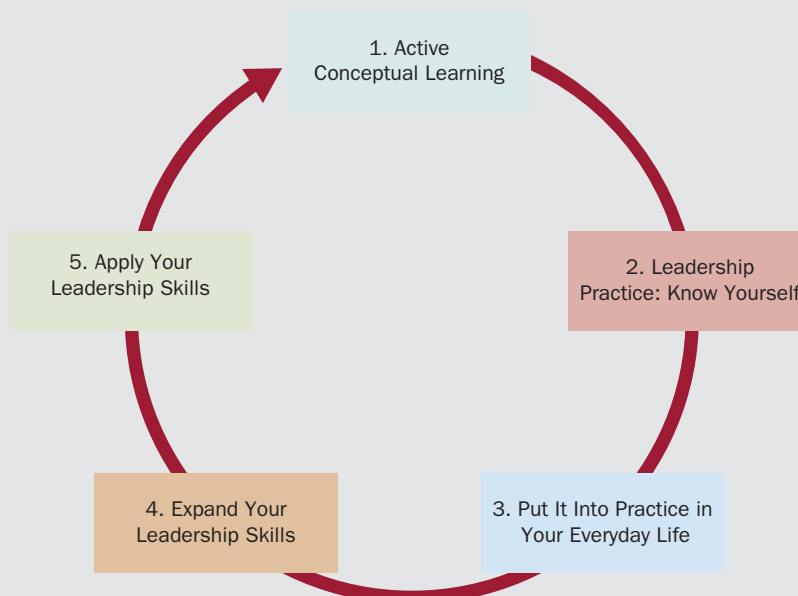 1. Active
Conceptual Learning
2. Leadership
Practice: Know Yourself
3. Put It Into Practice in
Your Everyday Life
4. Expand Your
Leadership Skills
5. Apply Your
Leadership Skills